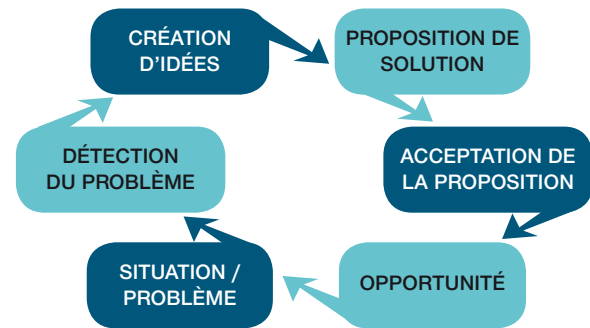 CRÉATION
D'IDÉES
PROPOSITION DE
SOLUTION
ACCEPTATION DE
LA PROPOSITION
OPPORTUNITÉ
SITUATION /
PROBLÈME
DÉTECTION
DU PROBLÈME